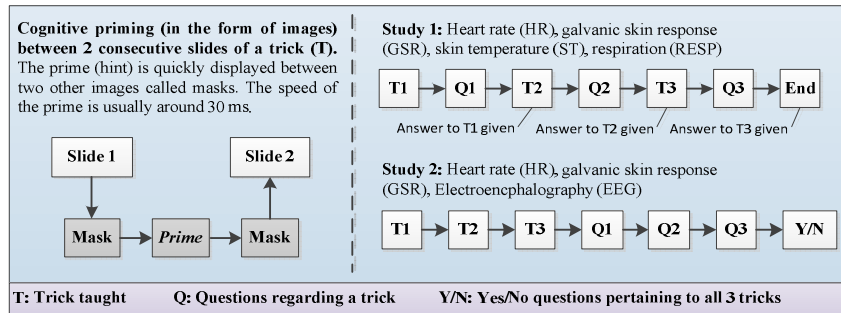 Cognitive priming (in the form of images)
between 2 consecutive slides of a trick (T).
The prime (hint) is quickly displayed between
two other images called masks. The speed of
the prime is usually around 30 ms.
Slide 1
Slide 2
Mask
Prime
Mask
Study 1: Heart rate (HR), galvanic skin response
(GSR), skin temperature (ST), respiration (RESP)
T1
Q1
T2
Q2
T3
Q3
End
Answer to T1 given
Answer to T2 given
Answer to T3 given
Study 2: Heart rate (HR), galvanic skin response
(GSR), Electroencphalography (EEG)
T1
T2
T3
Q1
Q2
Q3
Y/N
T: Trick taught
Q: Questions regarding a trick
Y/N: Yes/No questions pertaining to all 3 tricks